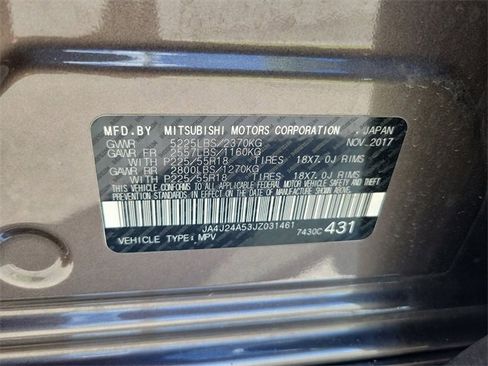 MFD.BY MITSUBISHI MOTORS CORPORATION , JAPAN
GVWR 5225LBS/2370KG NOV.2017
GAWR FR 2557LBS/1160KG
WITH P225/55R18 TIRES 18X7.0J RIMS
GAWR RR 2800LBS/1270KG
WITH P225/55R18 TIRES 18X7.0J RIMS
THIS VEHICLE CONFORMS TO ALL APPLICABLE FEDERAL MOTOR VEHICLE SAFETY, BUMPER, AND THEFT
PREVENTION STANDARDS IN EFFECT ON THE DATE OF MANUFACTURE SHOWN ABOVE.
JA4J24A53JZ031461
VEHICLE TYPE:MPV 7430C 431